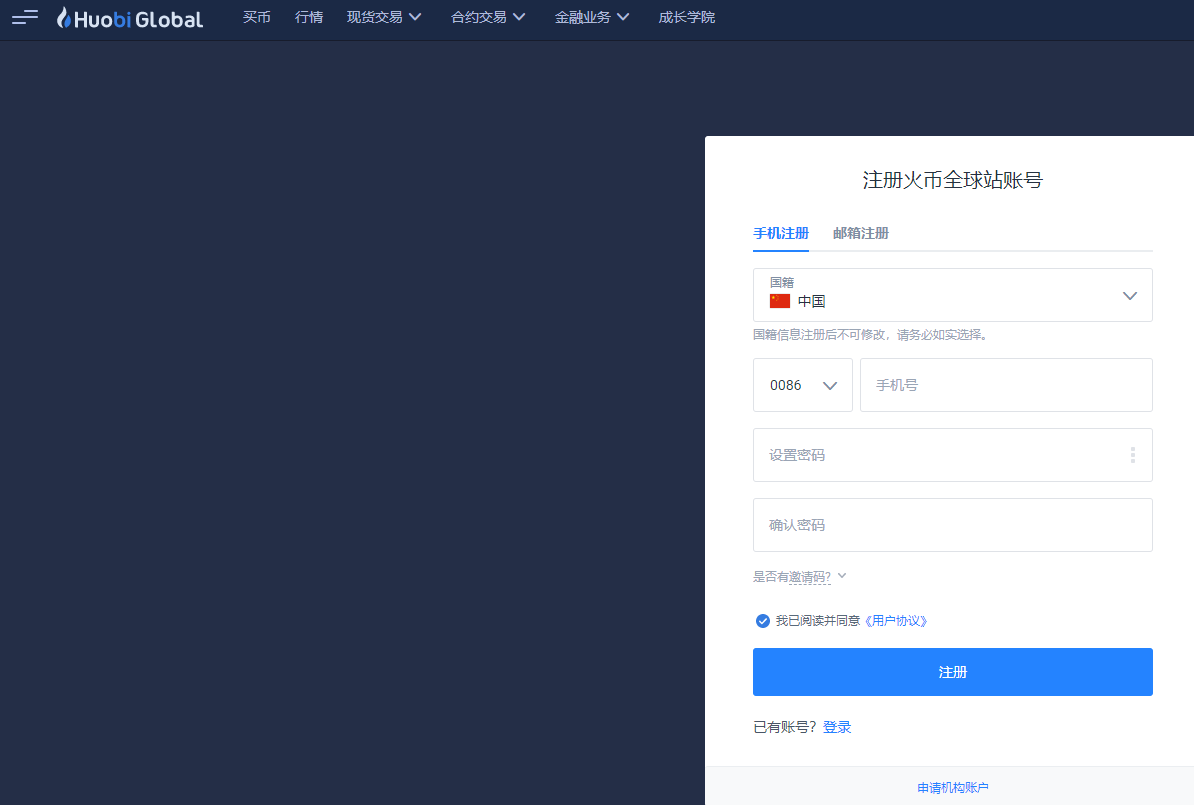 Huobi Global 买币 行情 现货交易 合约交易 金融业务 成长学院
注册火币全球站账号
手机注册 邮箱注册
国籍
中国
国籍信息注册后不可修改，请务必如实选择。
0086 手机号
设置密码
确认密码
是否有邀请码?
我已阅读并同意《用户协议》
注册
已有账号? 登录
申请机构账户